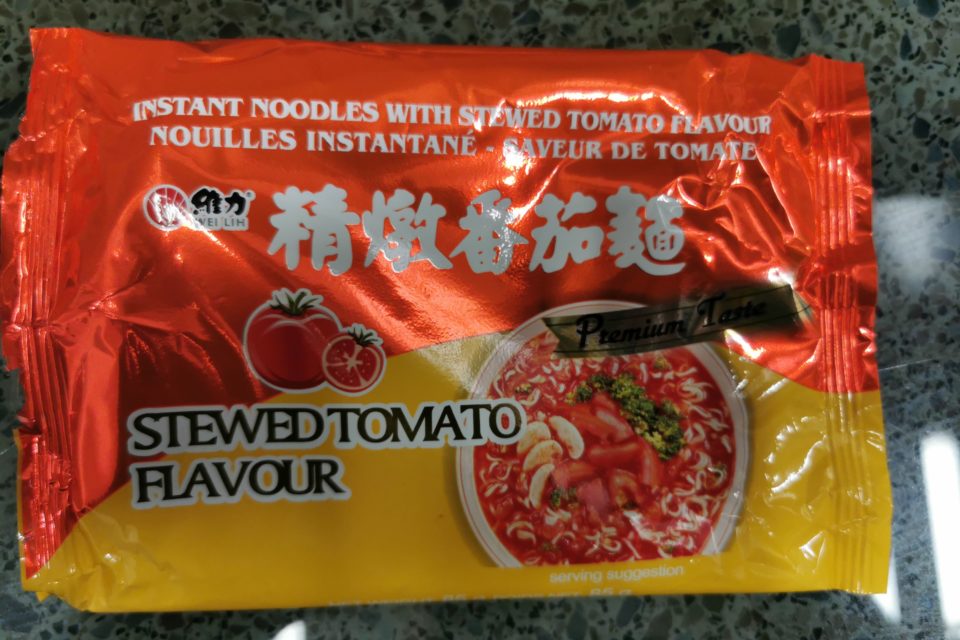 INSTANT NOODLES WITH STEWED TOMATO FLAVOUR
NOUILLES INSTANTANÉ - SAVEUR DE TOMATE
維力®
WEI LIH
精燉番茄麵
Premium Taste
STEWED TOMATO
FLAVOUR
serving suggestion
85 g